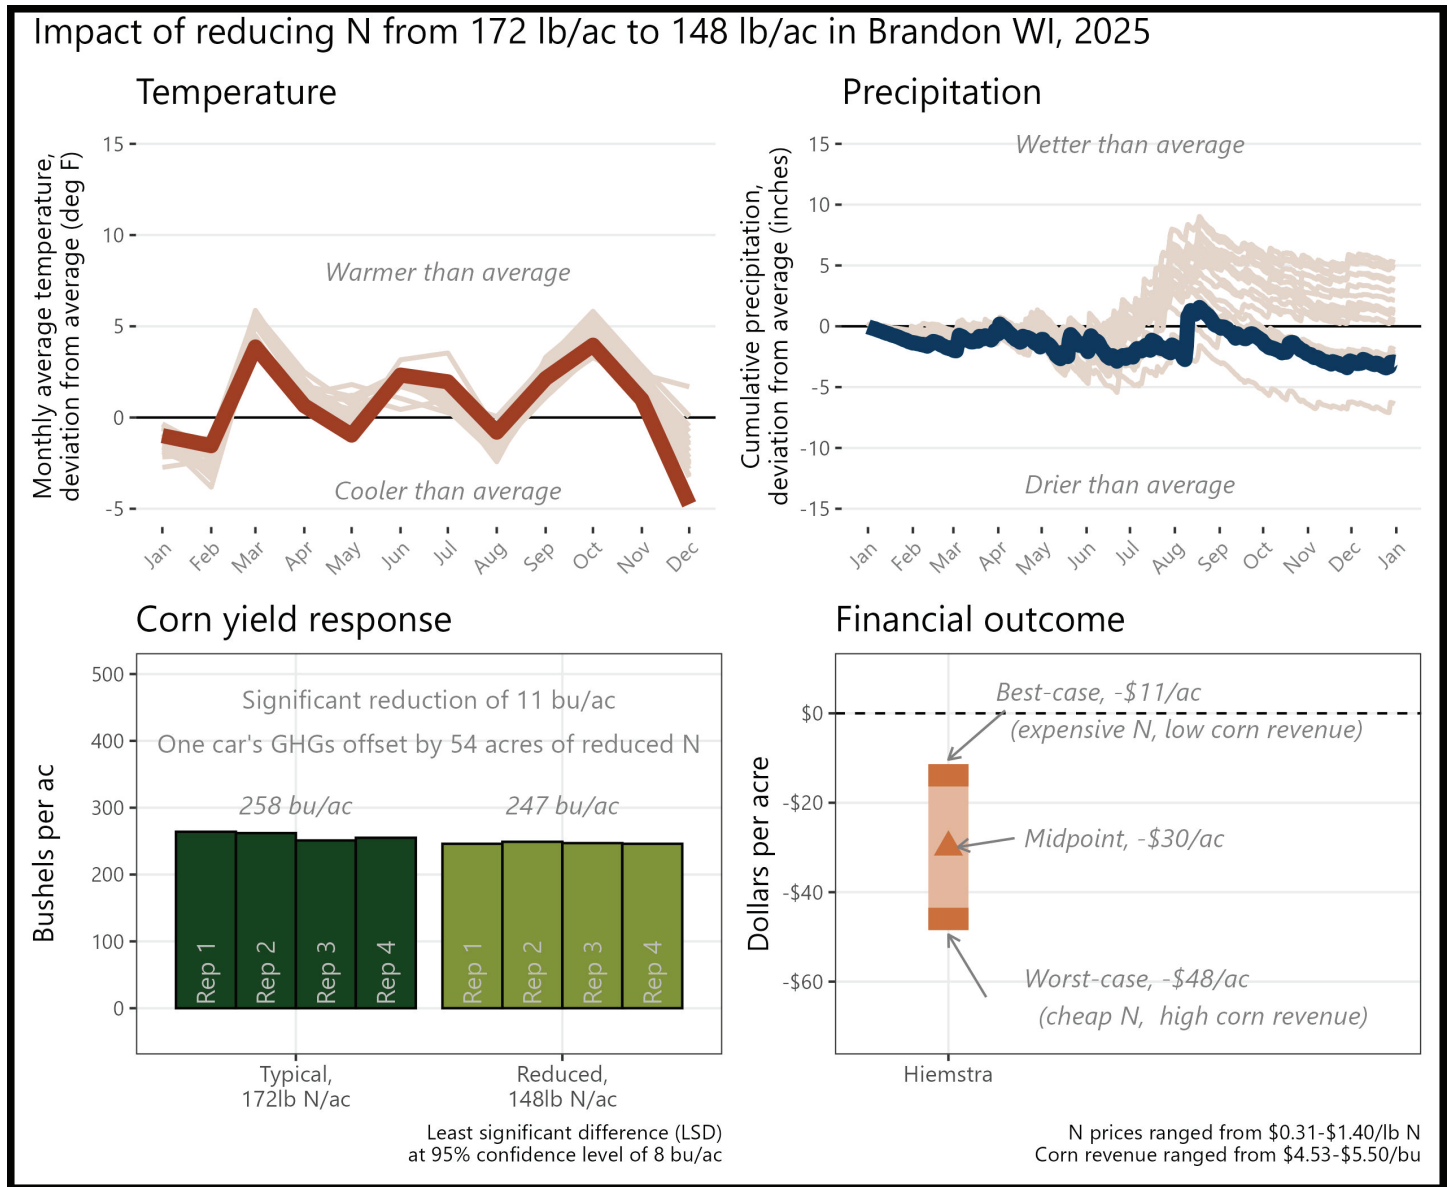 Impact of reducing N from 172 lb/ac to 148 lb/ac in Brandon WI, 2025
Temperature
Monthly average temperature,
deviation from average (deg F)
15
10
5
0
-5
Warmer than average
Cooler than average
Jan
Feb
Mar
Apr
May
Jun
Jul
Aug
Sep
Oct
Nov
Dec
Precipitation
Cumulative precipitation,
deviation from average (inches)
15
10
5
0
-5
-10
-15
Wetter than average
Drier than average
Jan
Feb
Mar
Apr
May
Jun
Jul
Aug
Sep
Oct
Nov
Dec
Jan
Corn yield response
Bushels per ac
500
400
300
200
100
0
Significant reduction of 11 bu/ac
One car's GHGs offset by 54 acres of reduced N
258 bu/ac
247 bu/ac
Rep 1
Rep 2
Rep 3
Rep 4
Rep 1
Rep 2
Rep 3
Rep 4
Typical,
172lb N/ac
Reduced,
148lb N/ac
Least significant difference (LSD)
at 95% confidence level of 8 bu/ac
Financial outcome
Dollars per acre
$0
-$20
-$40
-$60
Best-case, -$11/ac
(expensive N, low corn revenue)
Midpoint, -$30/ac
Worst-case, -$48/ac
(cheap N,  high corn revenue)
Hiemstra
N prices ranged from $0.31-$1.40/lb N
Corn revenue ranged from $4.53-$5.50/bu